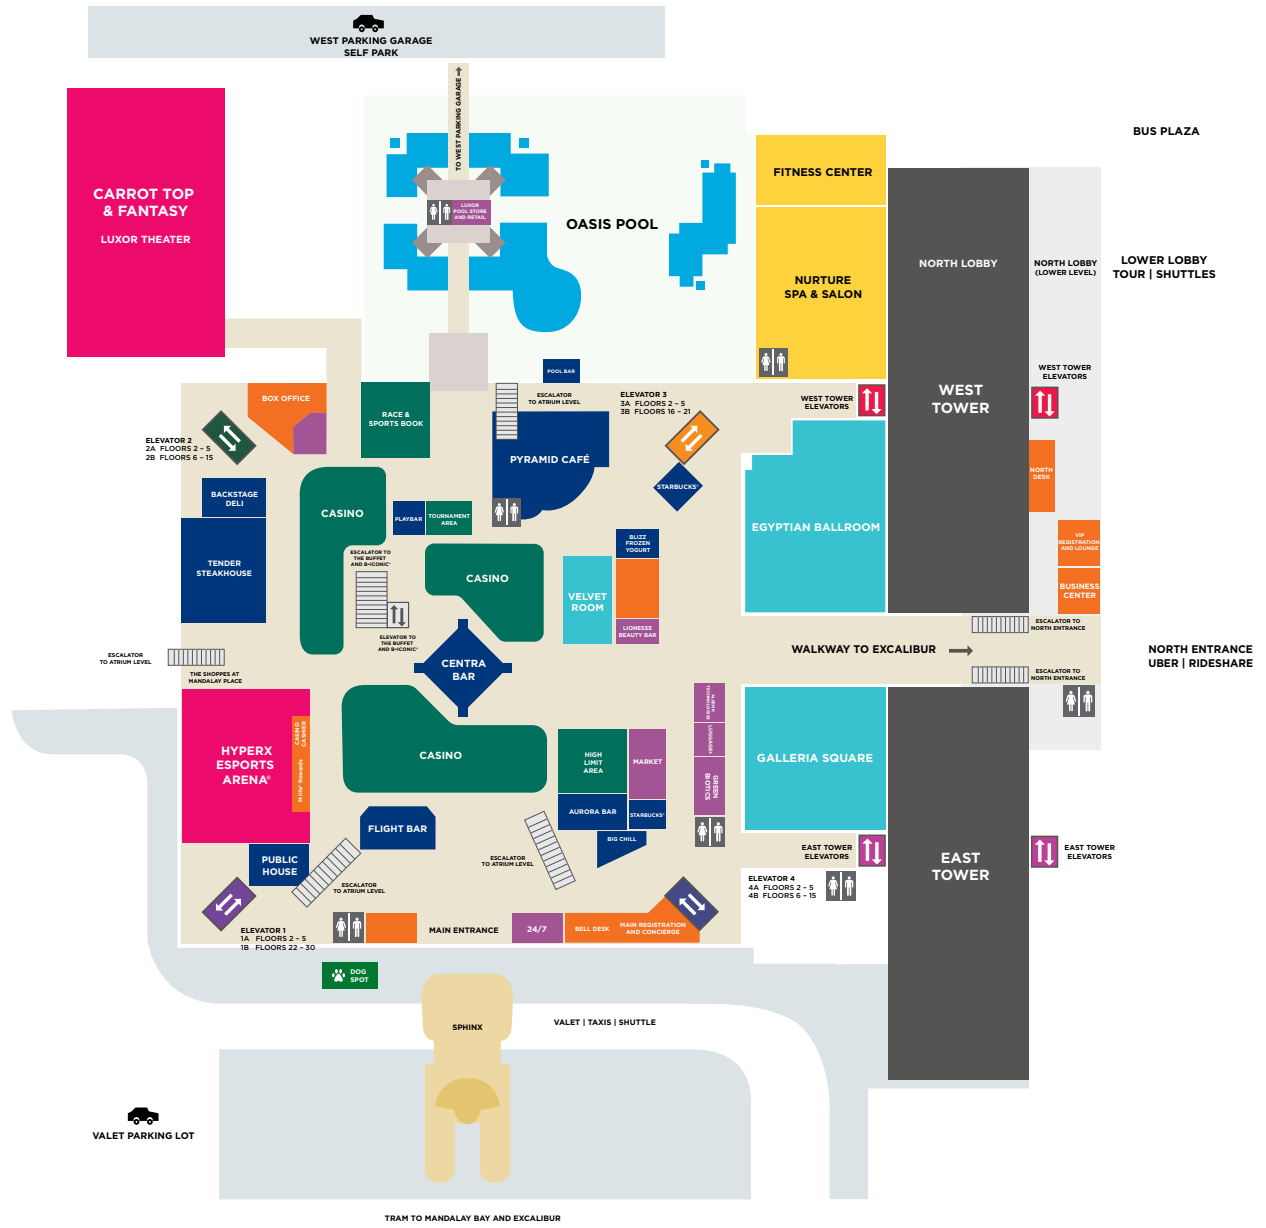 WEST PARKING GARAGE
SELF PARK
TO WEST PARKING GARAGE
BUS PLAZA
CARROT TOP
& FANTASY
LUXOR THEATER
LUXOR
POOL STORE
AND RETAIL
OASIS POOL
FITNESS CENTER
NURTURE
SPA & SALON
NORTH LOBBY
NORTH LOBBY
(LOWER LEVEL)
LOWER LOBBY
TOUR | SHUTTLES
POOL BAR
ESCALATOR
TO ATRIUM LEVEL
ELEVATOR 3
3A FLOORS 2 – 5
3B FLOORS 16 – 21
WEST TOWER
ELEVATORS
WEST
TOWER
WEST TOWER
ELEVATORS
BOX OFFICE
RACE &
SPORTS BOOK
ELEVATOR 2
2A FLOORS 2 – 5
2B FLOORS 6 – 15
PYRAMID CAFÉ
STARBUCKS®
NORTH
DESK
BACKSTAGE
DELI
CASINO
PLAYBAR
TOURNAMENT
AREA
EGYPTIAN BALLROOM
VIP
REGISTRATION
AND LOUNGE
BUSINESS
CENTER
TENDER
STEAKHOUSE
ESCALATOR TO
THE BUFFET
AND B•ICONIC®
CASINO
BLIZZ
FROZEN
YOGURT
VELVET
ROOM
LIONESSE
BEAUTY BAR
ELEVATOR TO
THE BUFFET
AND B•ICONIC®
ESCALATOR TO
NORTH ENTRANCE
ESCALATOR
TO ATRIUM LEVEL
THE SHOPPES AT
MANDALAY PLACE
CENTRA
BAR
WALKWAY TO EXCALIBUR
ESCALATOR TO
NORTH ENTRANCE
NORTH ENTRANCE
UBER | RIDESHARE
HYPERX
ESPORTS
ARENA®
CASINO
CASHIER
M life® Rewards
CASINO
HIGH
LIMIT
AREA
MARKET
LUGGAGE+
GREEN
BIOTICS
GALLERIA SQUARE
AURORA BAR
STARBUCKS®
FLIGHT BAR
BIG CHILL
PUBLIC
HOUSE
ESCALATOR
TO ATRIUM LEVEL
ESCALATOR
TO ATRIUM LEVEL
EAST TOWER
ELEVATORS
EAST
TOWER
EAST TOWER
ELEVATORS
ELEVATOR 4
4A FLOORS 2 – 5
4B FLOORS 6 – 15
ELEVATOR 1
1A FLOORS 2 – 5
1B FLOORS 22 – 30
MAIN ENTRANCE
24/7
BELL DESK
MAIN REGISTRATION
AND CONCIERGE
DOG
SPOT
SPHINX
VALET | TAXIS | SHUTTLE
VALET PARKING LOT
TRAM TO MANDALAY BAY AND EXCALIBUR